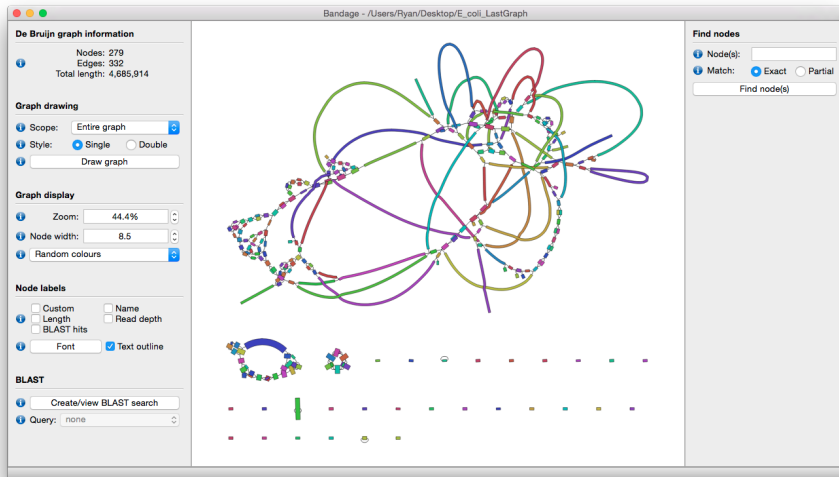 Bandage - /Users/Ryan/Desktop/E_coli_LastGraph
De Bruijn graph information
Nodes: 279
Edges: 332
Total length: 4,685,914
Graph drawing
Scope: Entire graph
Style: Single Double
Draw graph
Graph display
Zoom: 44.4%
Node width: 8.5
Random colours
Node labels
Custom Name
Length Read depth
BLAST hits
Font Text outline
BLAST
Create/view BLAST search
Query: none
Find nodes
Node(s):
Match: Exact Partial
Find node(s)